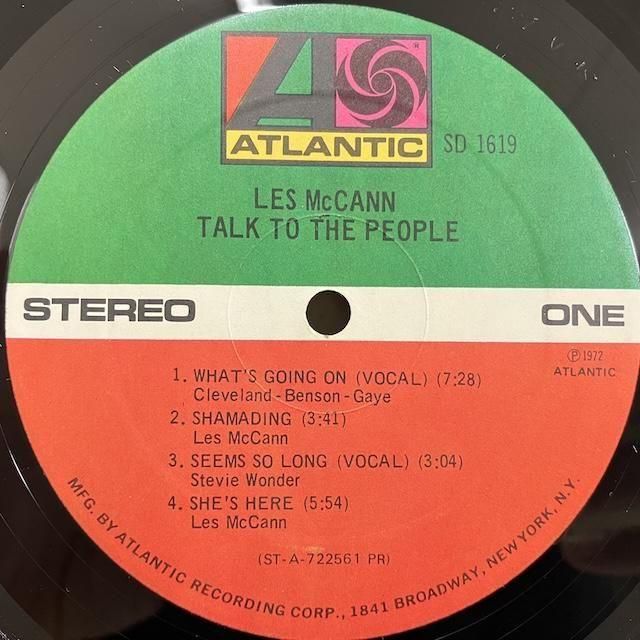 ATLANTIC
SD 1619
LES McCANN
TALK TO THE PEOPLE
STEREO
ONE
℗ 1972
ATLANTIC
1. WHAT'S GOING ON (VOCAL) (7:28)
Cleveland-Benson-Gaye
2. SHAMADING (3:41)
Les McCann
3. SEEMS SO LONG (VOCAL) (3:04)
Stevie Wonder
4. SHE'S HERE (5:54)
Les McCann
(ST-A-722561 PR)
MFG. BY ATLANTIC RECORDING CORP., 1841 BROADWAY, NEW YORK, N.Y.